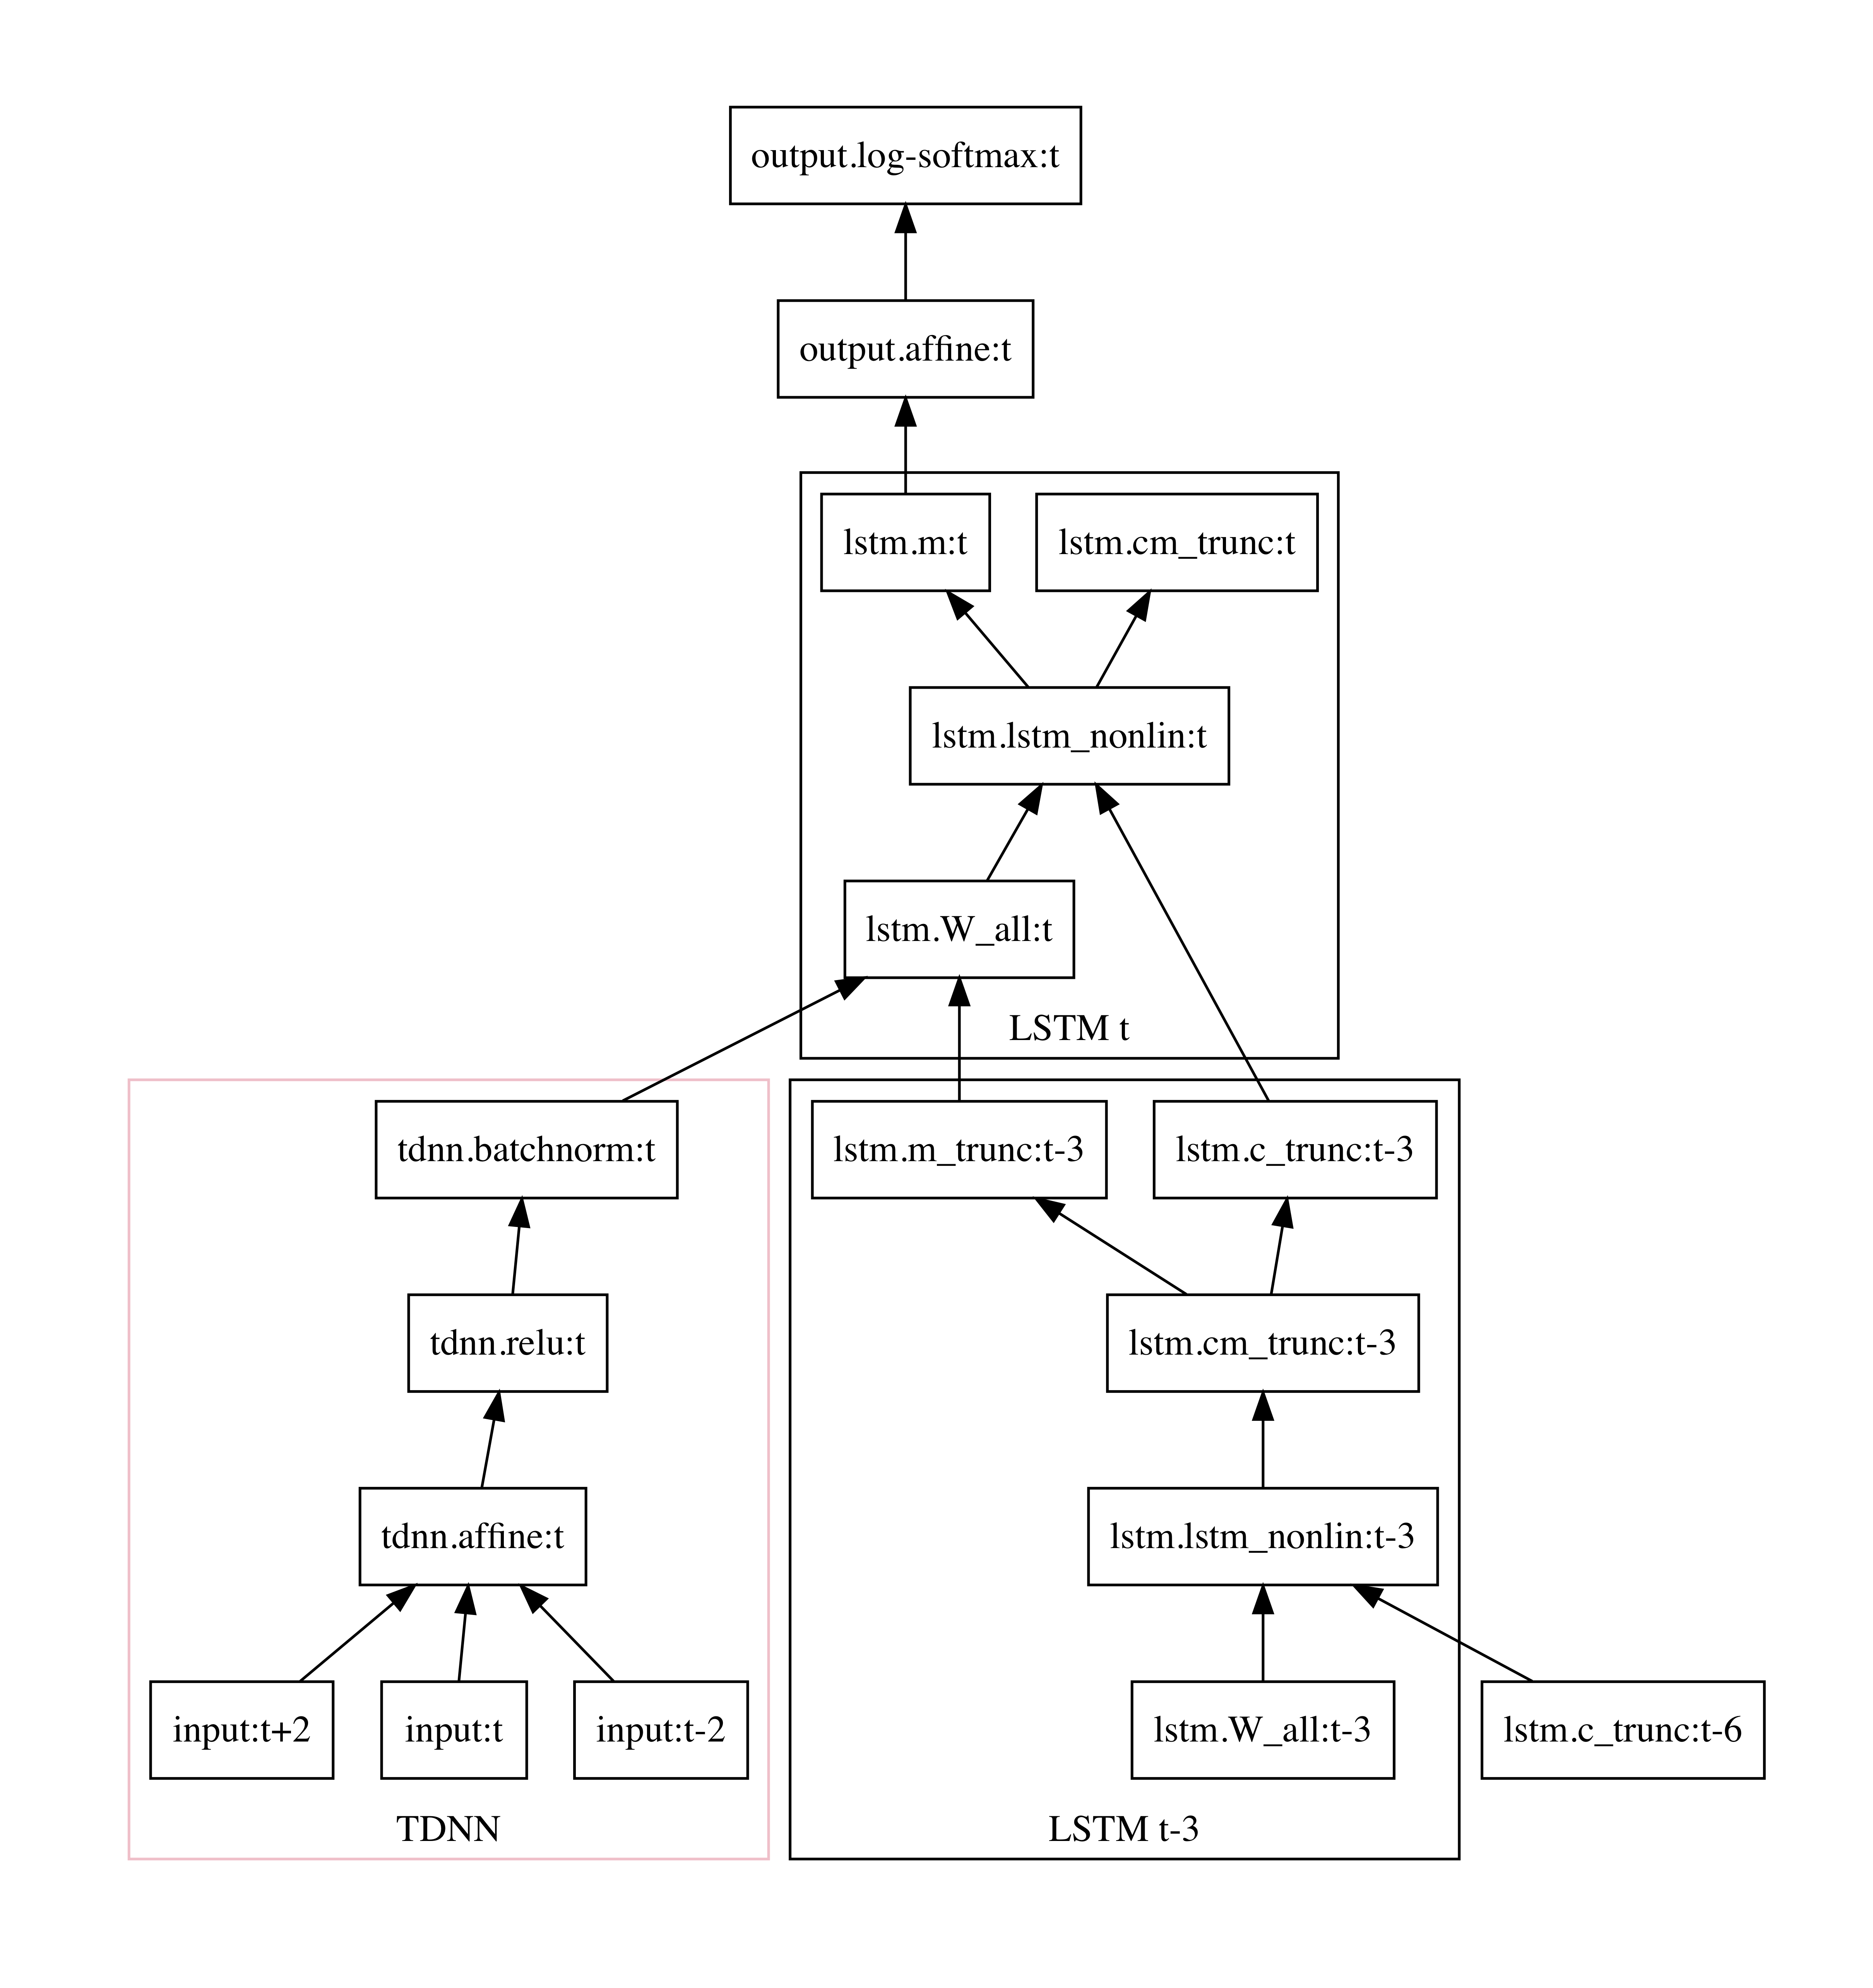 output.log-softmax:t
output.affine:t
lstm.m:t
lstm.cm_trunc:t
lstm.lstm_nonlin:t
lstm.W_all:t
LSTM t
tdnn.batchnorm:t
lstm.m_trunc:t-3
lstm.c_trunc:t-3
tdnn.relu:t
lstm.cm_trunc:t-3
tdnn.affine:t
lstm.lstm_nonlin:t-3
input:t+2
input:t
input:t-2
lstm.W_all:t-3
lstm.c_trunc:t-6
TDNN
LSTM t-3